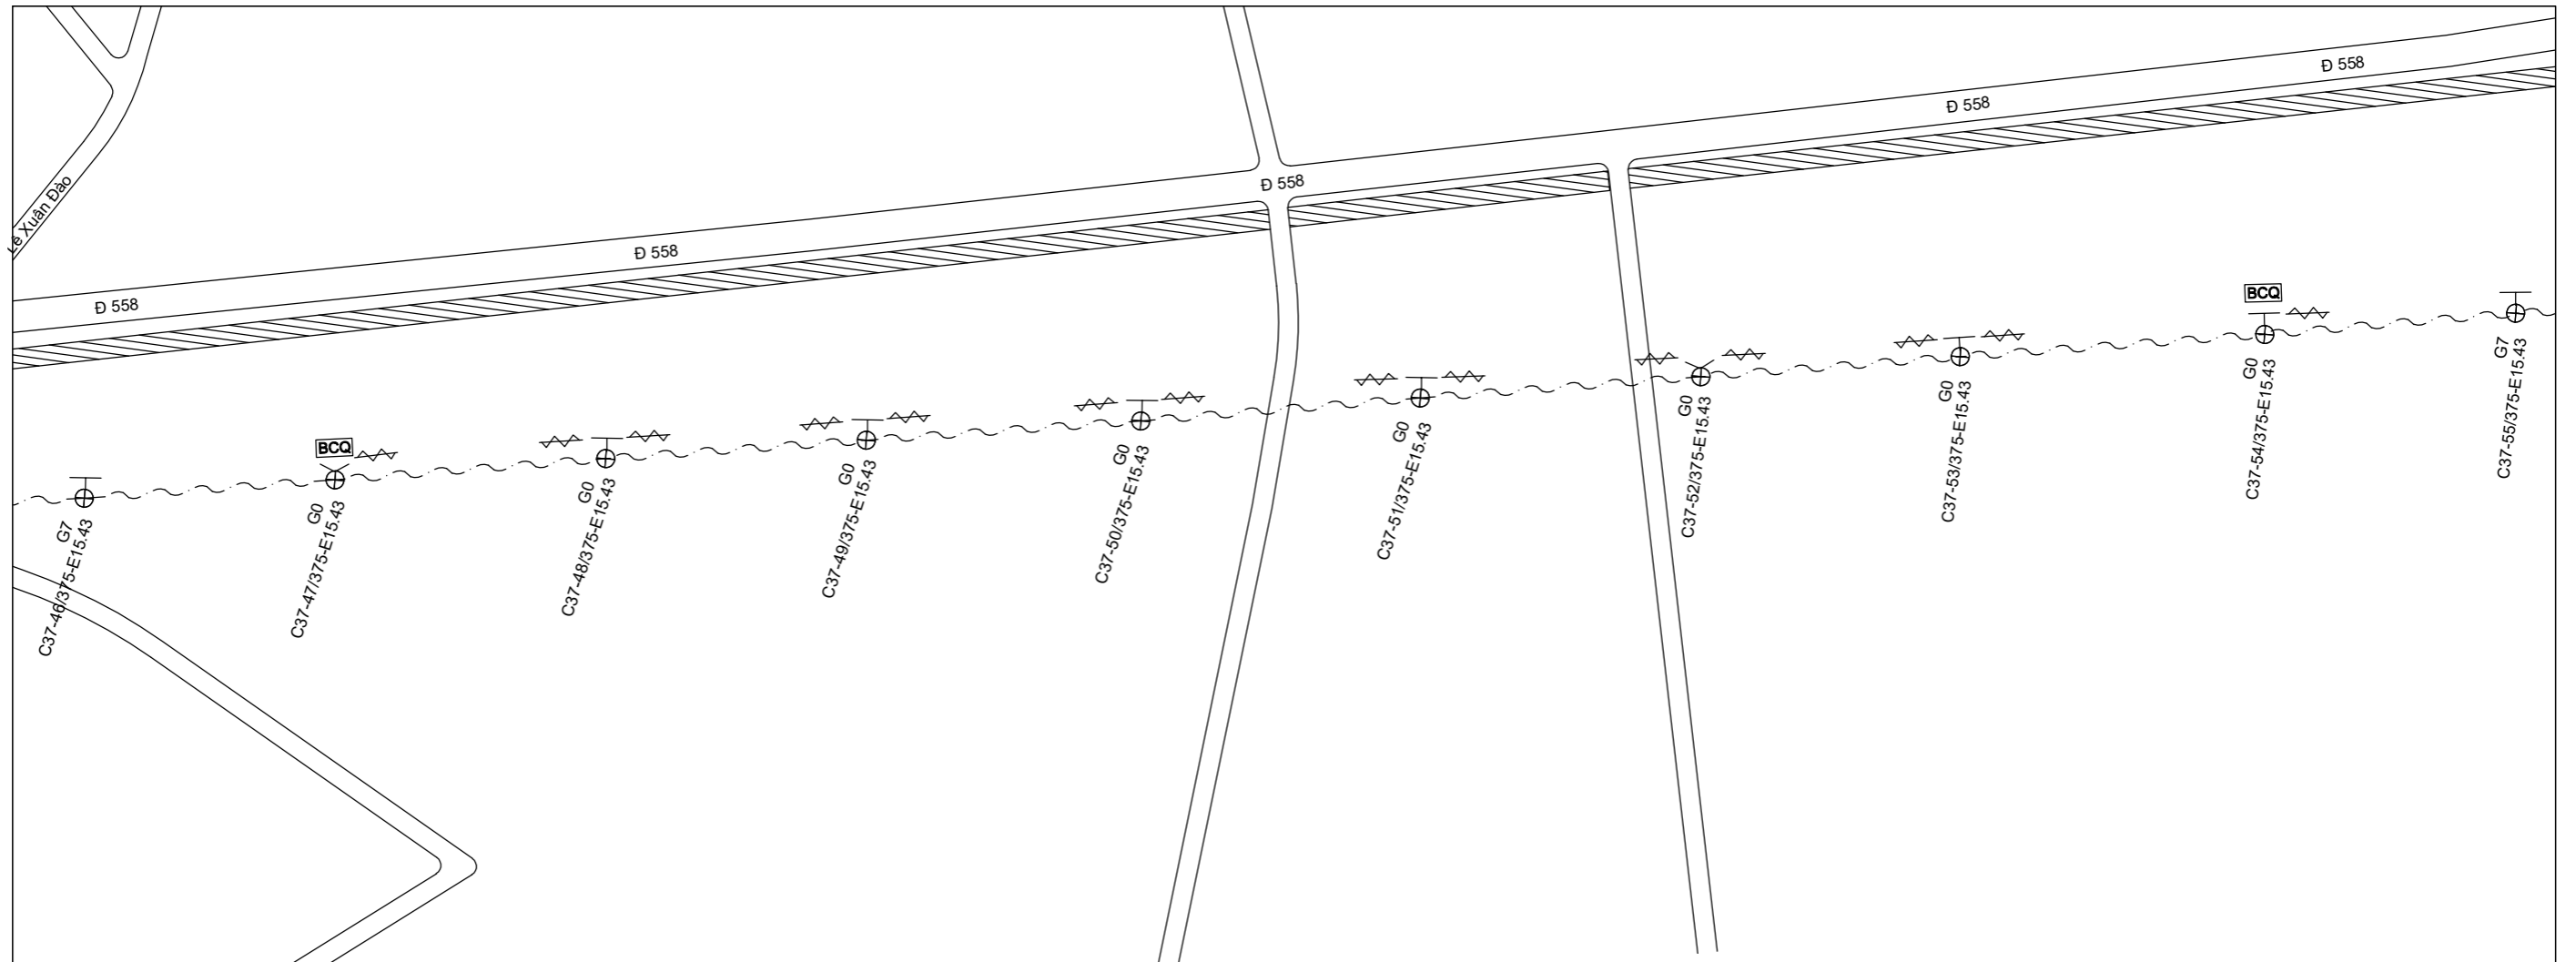 Đ 558
Đ 558
Đ 558
Đ 558
Đ 558
Lê Xuân Đào
BCQ
BCQ
G7
C37-46/375-E15.43
G0
C37-47/375-E15.43
G0
C37-48/375-E15.43
G0
C37-49/375-E15.43
G0
C37-50/375-E15.43
G0
C37-51/375-E15.43
G0
C37-52/375-E15.43
G0
C37-53/375-E15.43
G0
C37-54/375-E15.43
G7
C37-55/375-E15.43